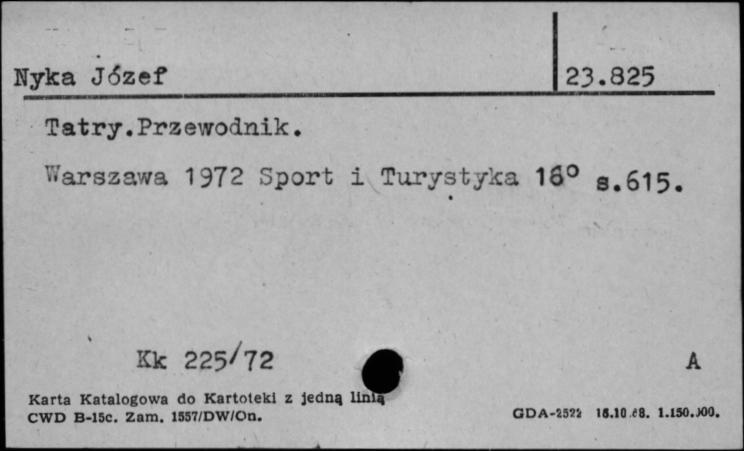 Nyka Józef 23.825
Tatry.Przewodnik.
Warszawa 1972 Sport i Turystyka 16° s.615.
Kk 225/72 A
Karta Katalogowa do Kartoteki z jedną linią
CWD B-15c. Zam. 1557/DW/On. GDA-2522 18.10.68. 1.150.000.